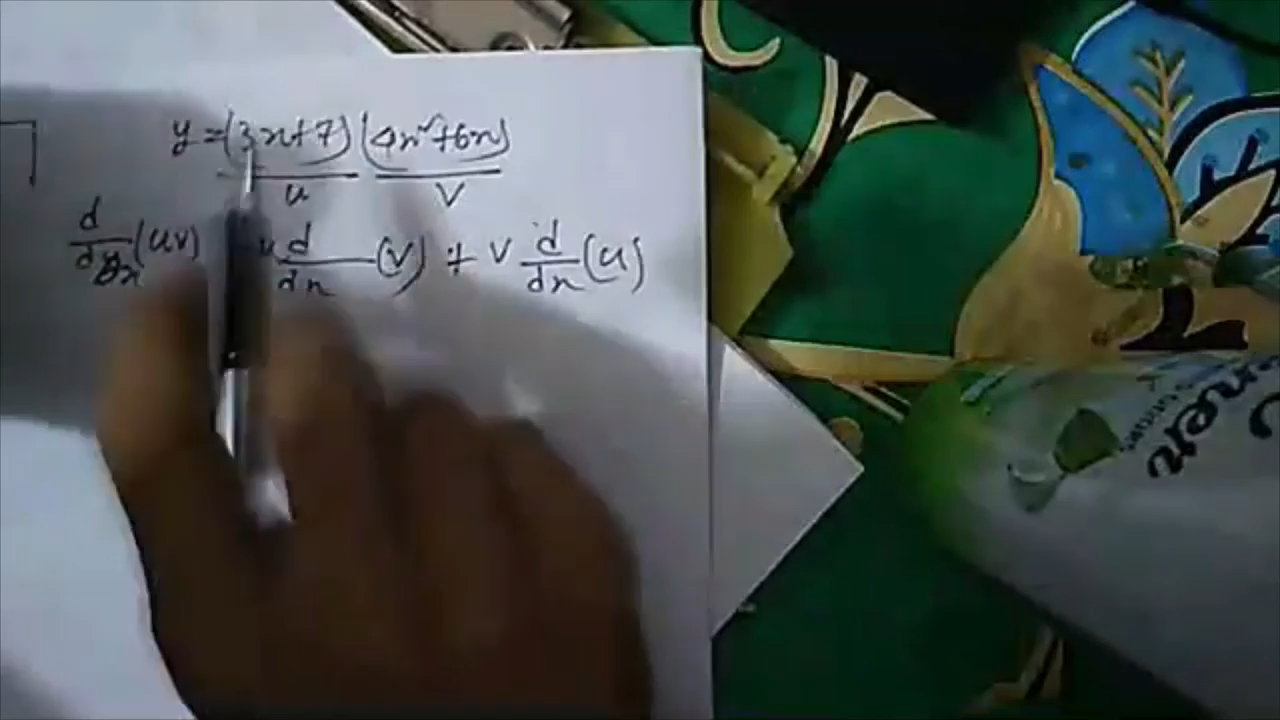 y = (3x+7) (4x²+6x)
u v
d/dx (uv) u d/dx (v) + v d/dx (u)